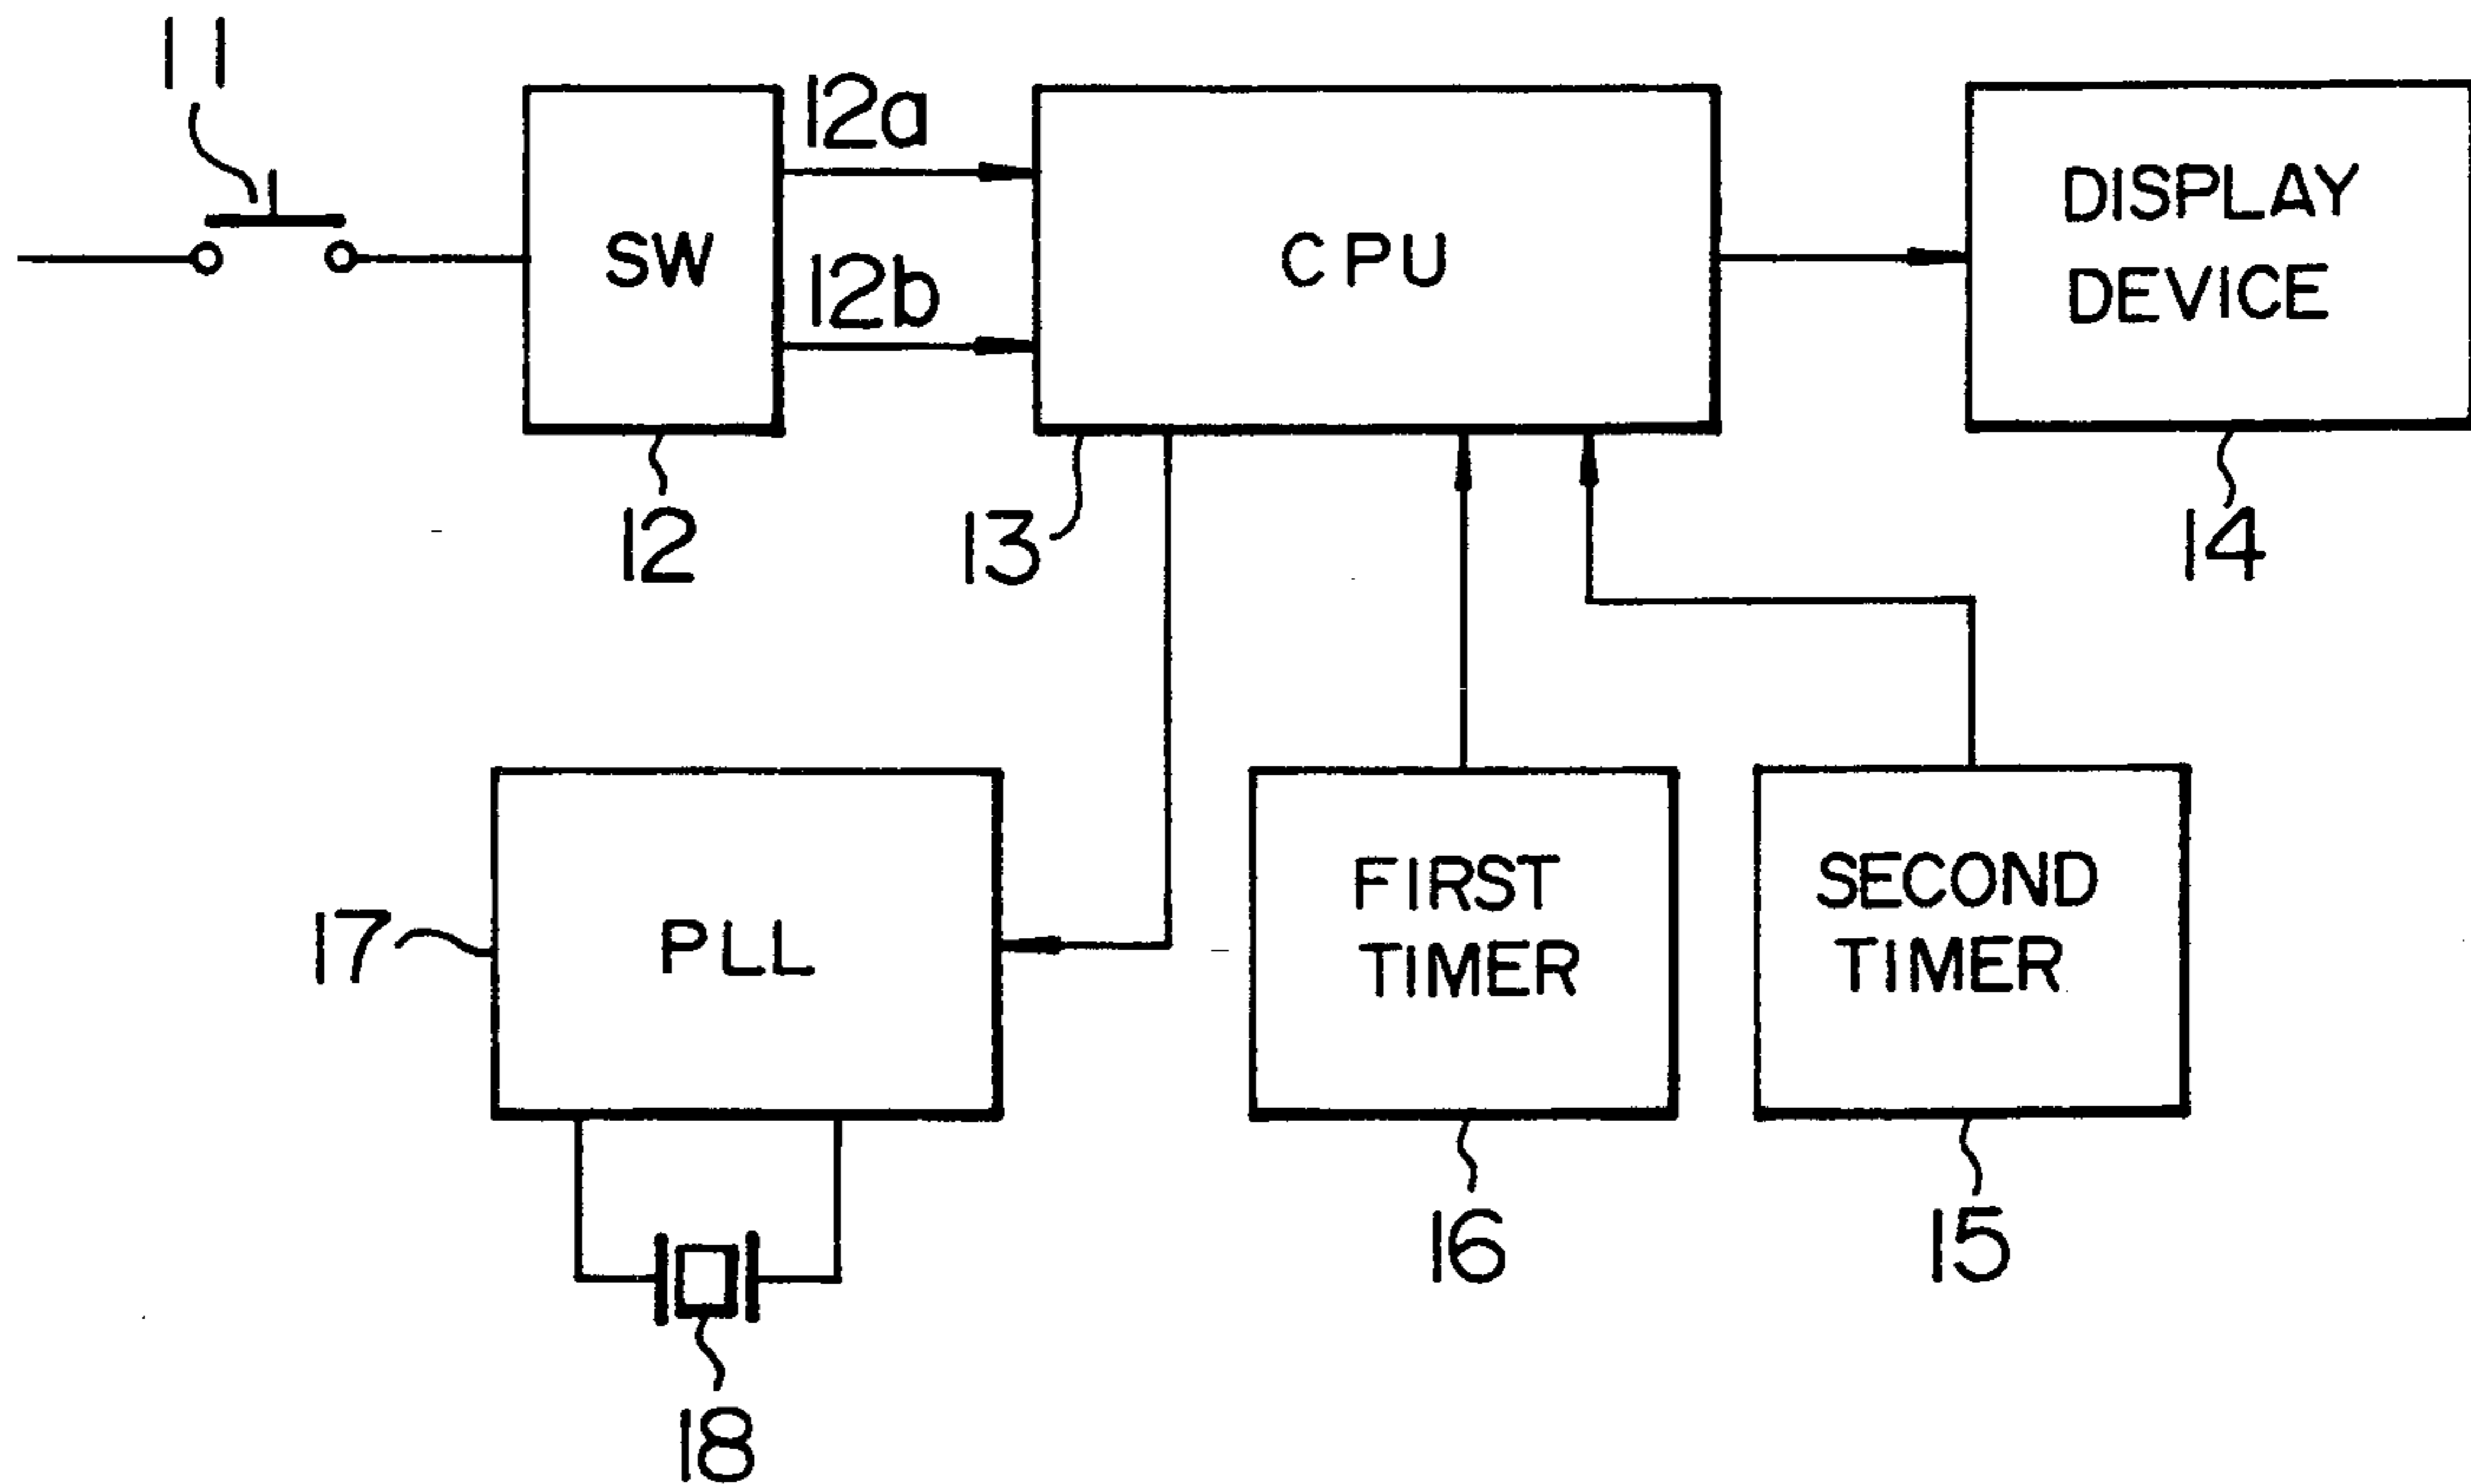 11
12a
SW
12b
CPU
DISPLAY
DEVICE
12
13
14
17
PLL
FIRST
TIMER
SECOND
TIMER
16
15
18